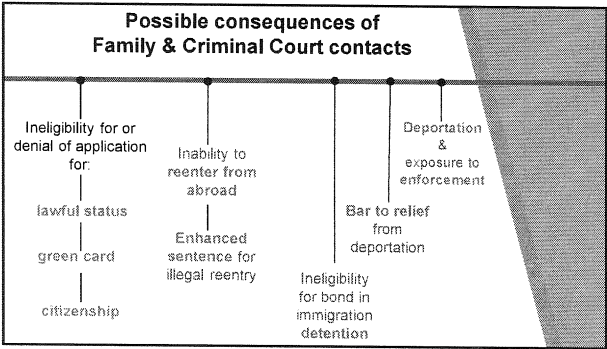 Possible consequences of
Family & Criminal Court contacts
Ineligibility for or
denial of application
for:
lawful status
green card
citizenship
Inability to
reenter from
abroad
Enhanced
sentence for
illegal reentry
Ineligibility
for bond in
immigration
detention
Bar to relief
from
deportation
Deportation
&
exposure to
enforcement